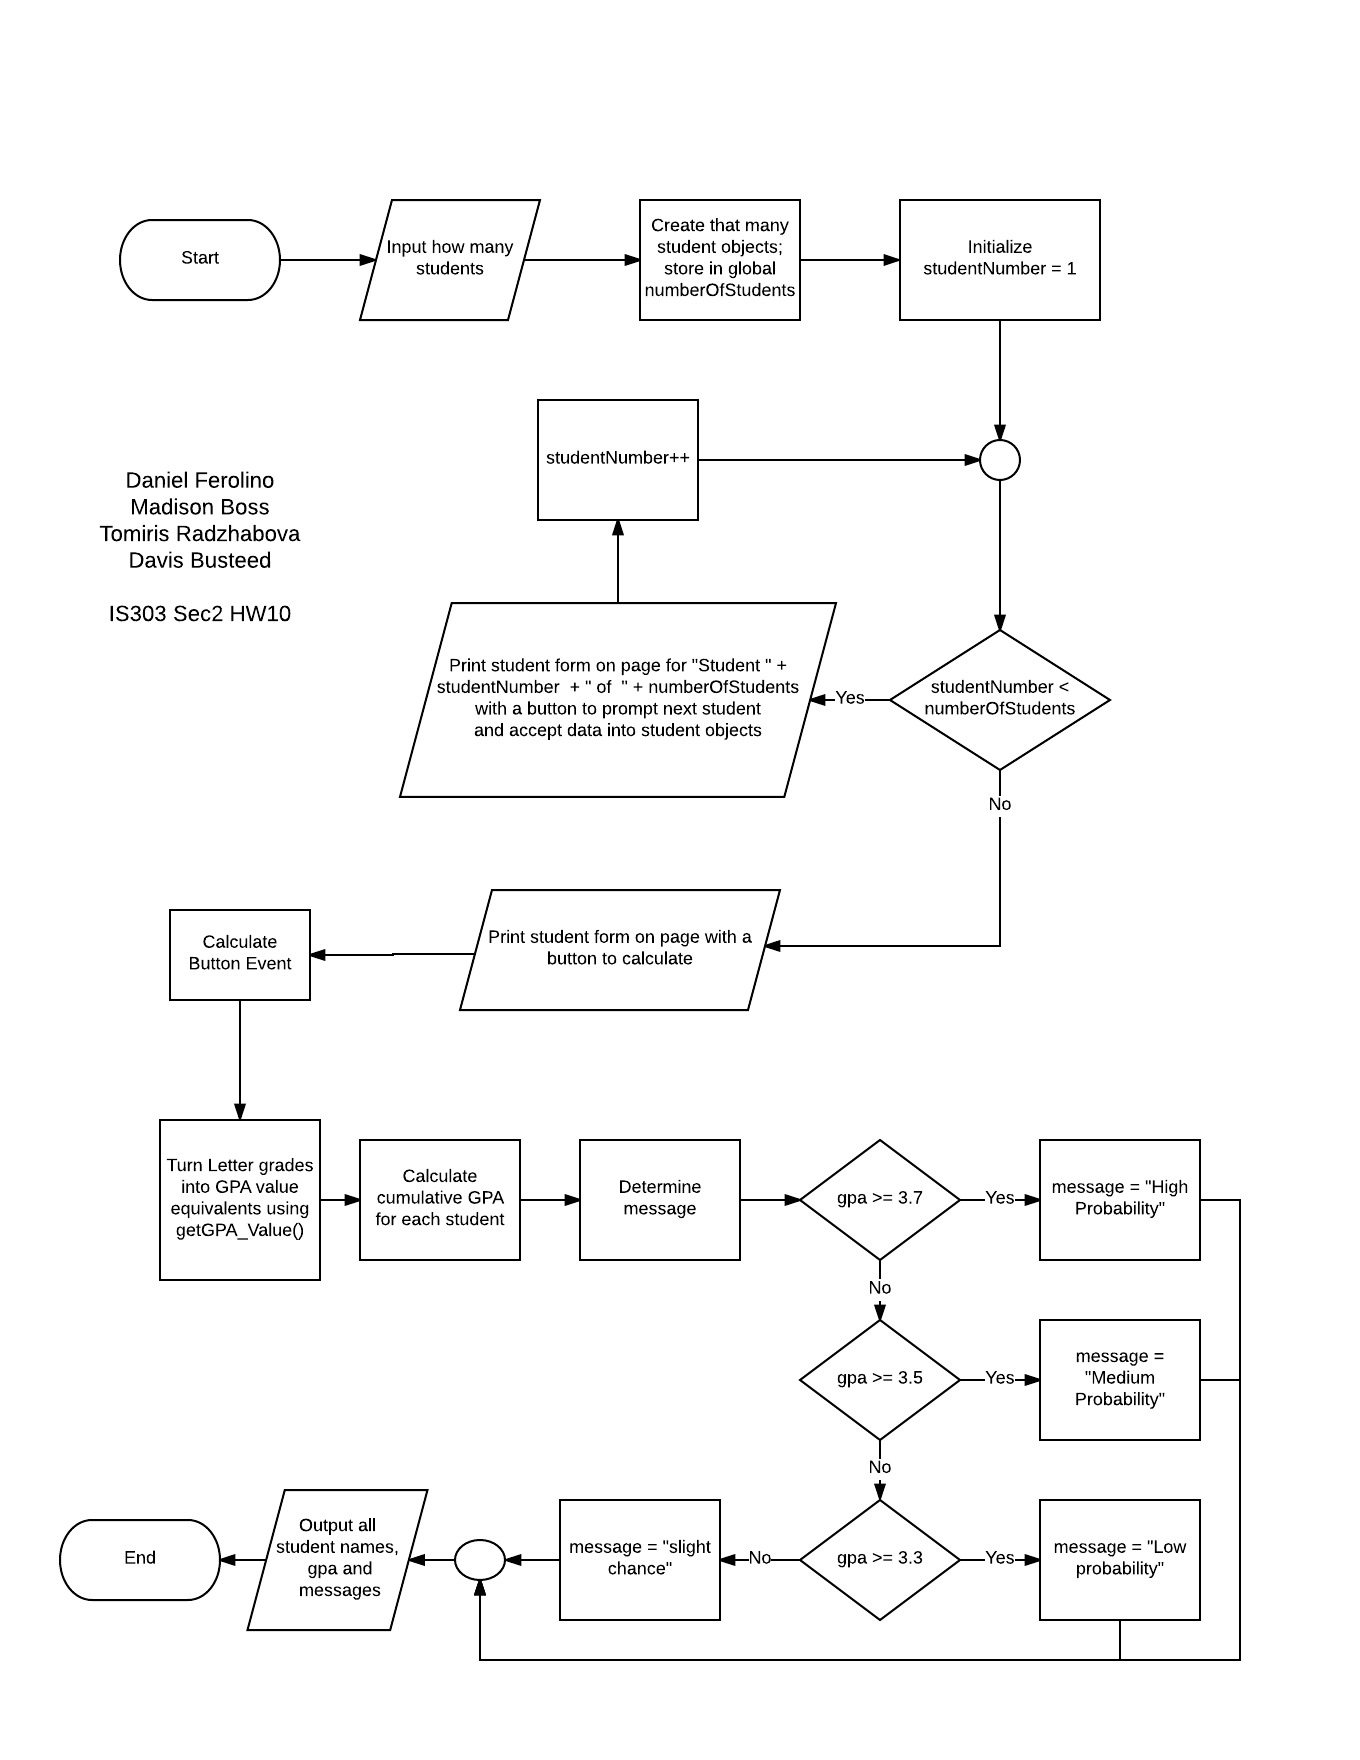 Start
Input how many
students
Create that many
student objects;
store in global
numberOfStudents
Initialize
studentNumber = 1
studentNumber++
Daniel Ferolino
Madison Boss
Tomiris Radzhabova
Davis Busteed
IS303 Sec2 HW10
Print student form on page for "Student " +
studentNumber  + " of  " + numberOfStudents
with a button to prompt next student
and accept data into student objects
Yes
studentNumber <
numberOfStudents
No
Print student form on page with a
button to calculate
Calculate
Button Event
Turn Letter grades
into GPA value
equivalents using
getGPA_Value()
Calculate
cumulative GPA
for each student
Determine
message
gpa >= 3.7
Yes
message = "High
Probability"
No
gpa >= 3.5
Yes
message =
"Medium
Probability"
No
gpa >= 3.3
Yes
message = "Low
probability"
No
message = "slight
chance"
Output all
student names,
gpa and
messages
End